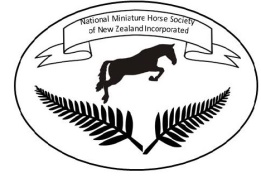 National Miniature Horse Society
of New Zealand Incorporated